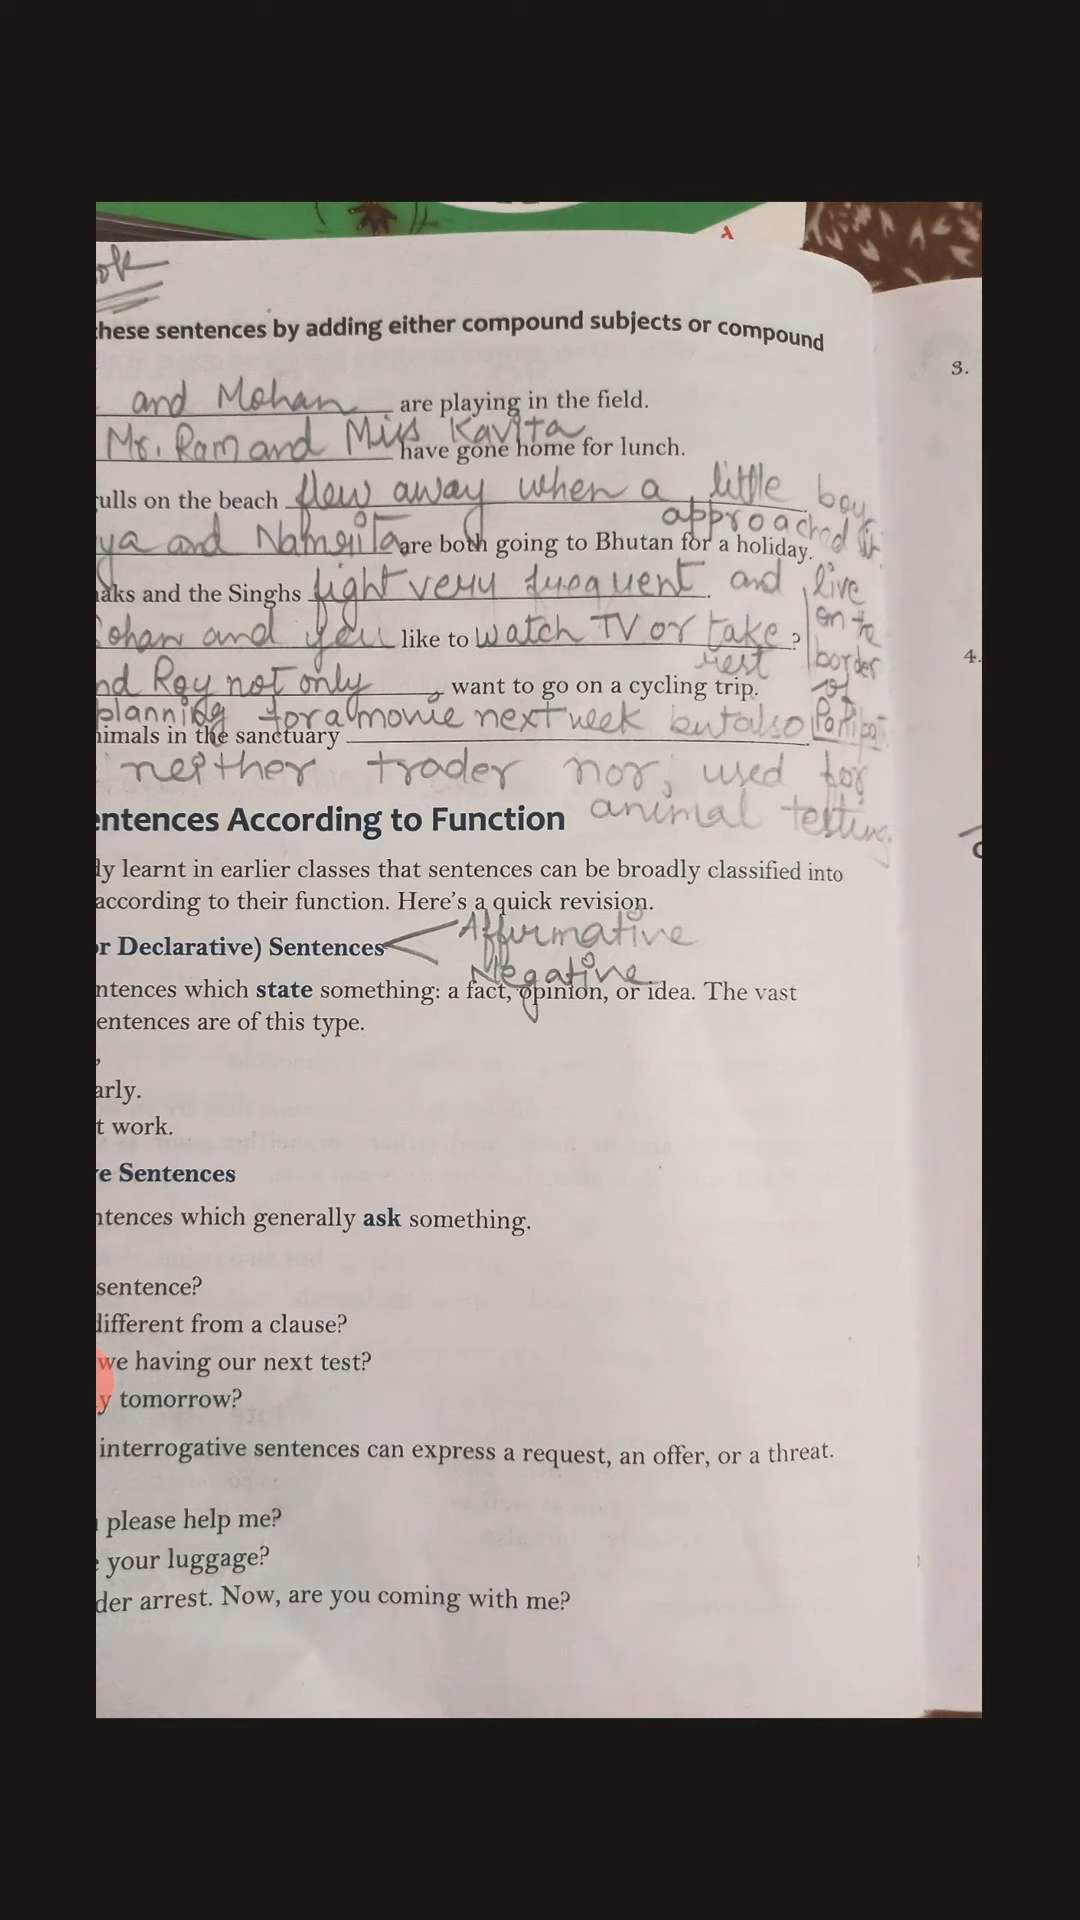 ok
these sentences by adding either compound subjects or compound
and Mohan are playing in the field.
Mr. Ram and Miss Kavita have gone home for lunch.
ulls on the beach flew away when a little boy
approached it
ya and Namrita are both going to Bhutan for a holiday.
aks and the Singhs fight very frequent and live
on the
border
of
ohan and you like to watch TV or take ?
rest
nd Roy not only , want to go on a cycling trip.
planning for a movie next week but also
imals in the sanctuary
neither trader nor, used for
animal testing
entences According to Function
ly learnt in earlier classes that sentences can be broadly classified into
according to their function. Here's a quick revision.
r Declarative) Sentences
Affirmative
Negative
ntences which state something: a fact, opinion, or idea. The vast
entences are of this type.
arly.
t work.
e Sentences
ntences which generally ask something.
sentence?
different from a clause?
we having our next test?
y tomorrow?
interrogative sentences can express a request, an offer, or a threat.
please help me?
your luggage?
der arrest. Now, are you coming with me?
3.
4.